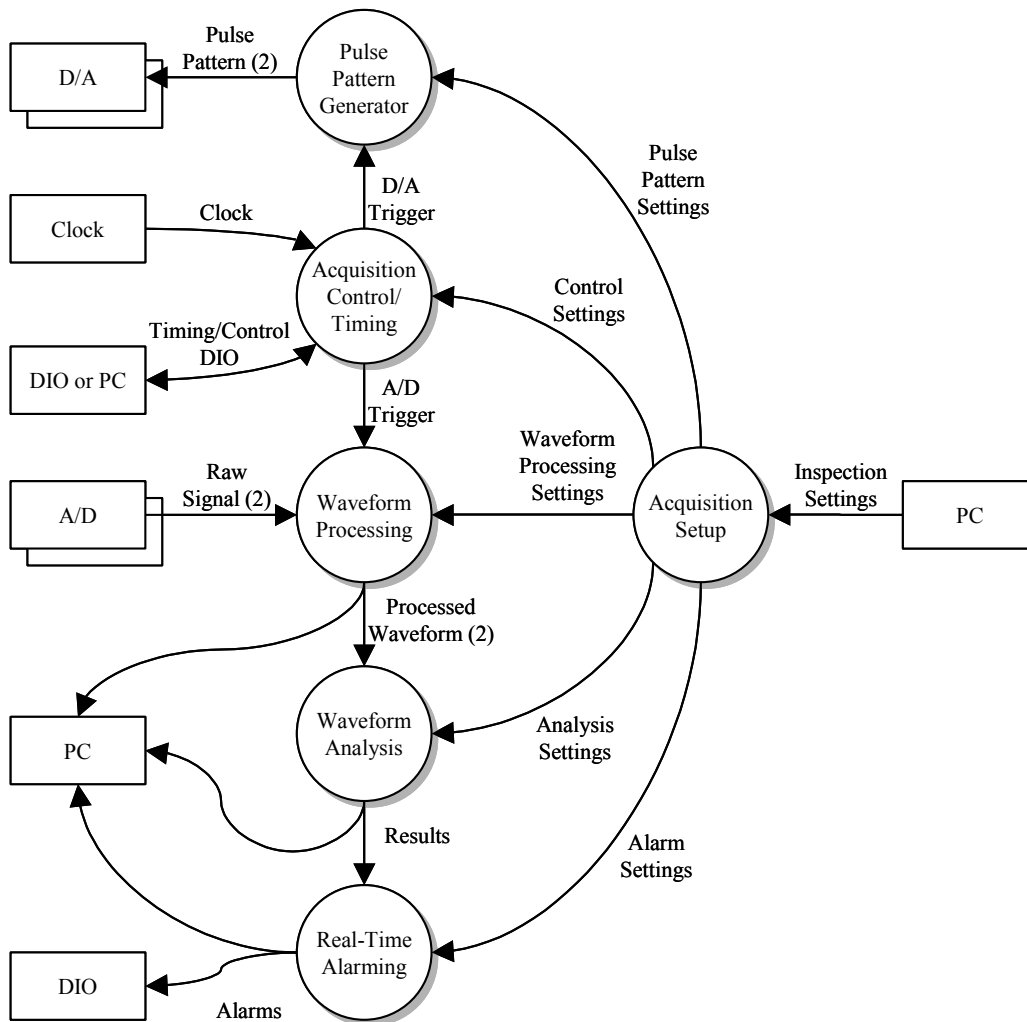 Pulse
Pattern (2)
D/A
Pulse
Pattern
Generator
Pulse
Pattern
Settings
D/A
Trigger
Clock
Clock
Acquisition
Control/
Timing
Control
Settings
Timing/Control
DIO
DIO or PC
A/D
Trigger
Waveform
Processing
Settings
Raw
Signal (2)
A/D
Waveform
Processing
Acquisition
Setup
Inspection
Settings
PC
Processed
Waveform (2)
PC
Waveform
Analysis
Analysis
Settings
Results
Alarm
Settings
Real-Time
Alarming
DIO
Alarms